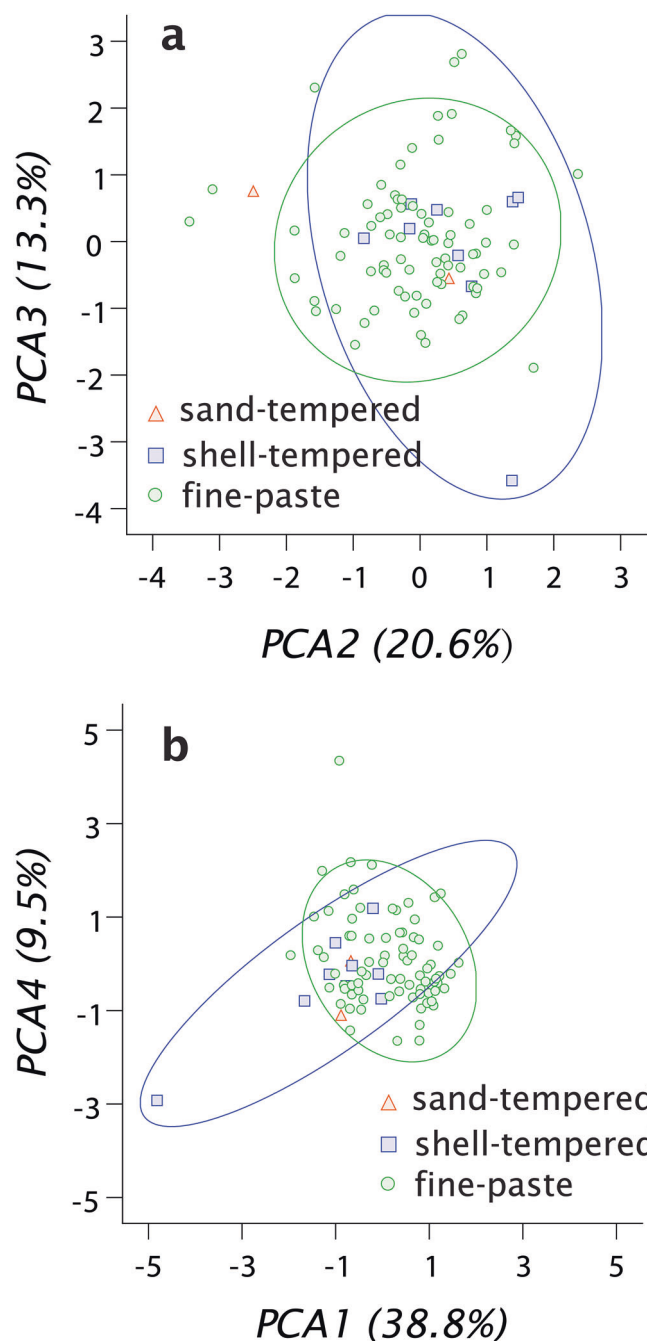 a
3
2
1
0
-1
-2
-3
-4
PCA3 (13.3%)
sand-tempered
shell-tempered
fine-paste
-4 -3 -2 -1 0 1 2 3
PCA2 (20.6%)
b
5
3
1
-1
-3
-5
PCA4 (9.5%)
sand-tempered
shell-tempered
fine-paste
-5 -3 -1 1 3 5
PCA1 (38.8%)